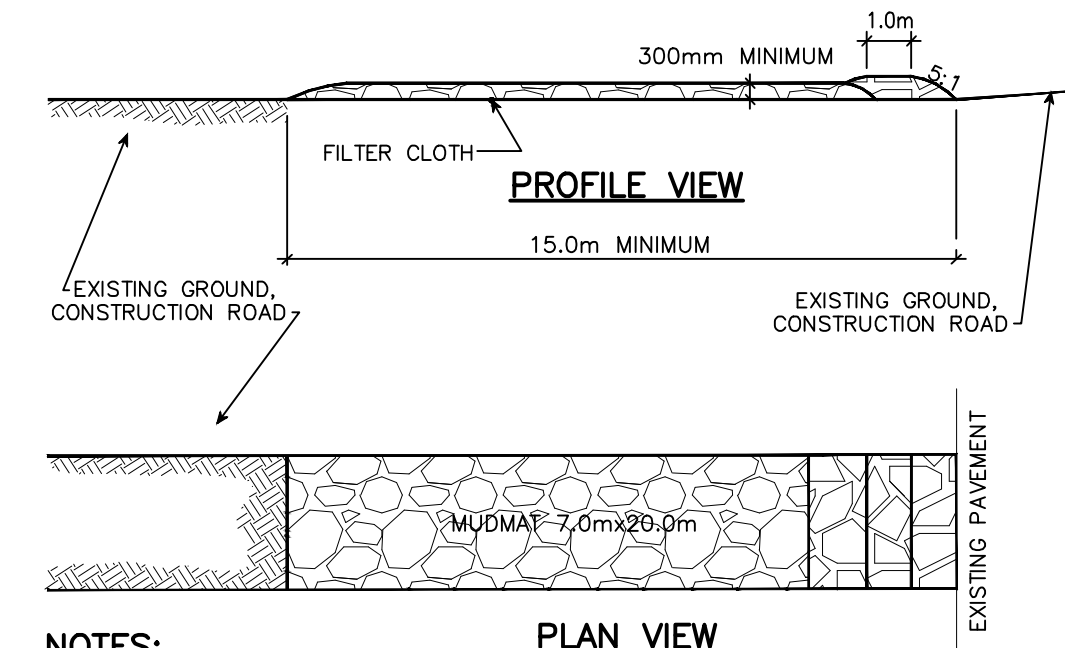 1.0m
300mm MINIMUM
5:1
FILTER CLOTH
PROFILE VIEW
15.0m MINIMUM
EXISTING GROUND,
CONSTRUCTION ROAD
EXISTING GROUND,
CONSTRUCTION ROAD
MUDMAT 7.0mx20.0m
EXISTING PAVEMENT
NOTES:
PLAN VIEW